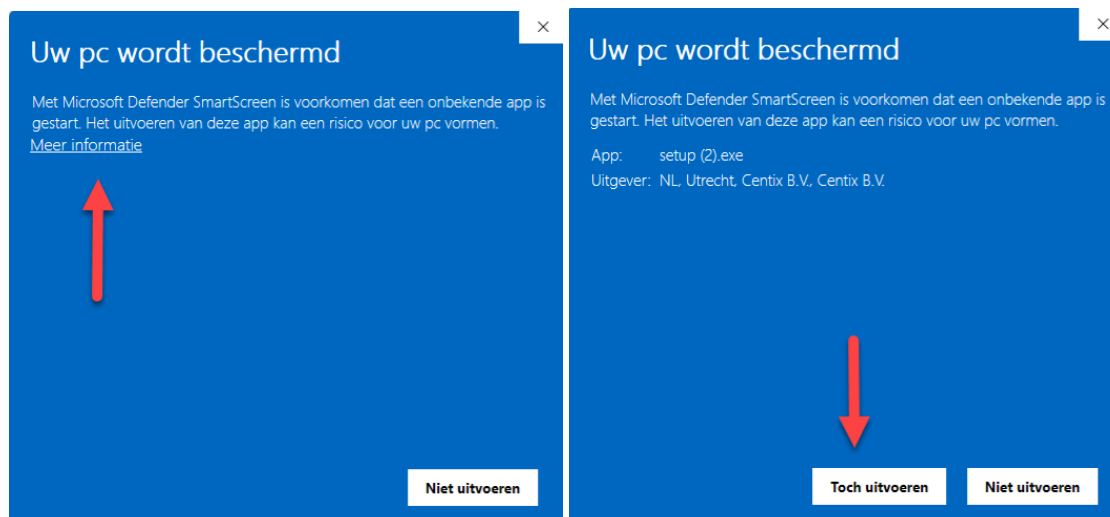 Uw pc wordt beschermd
Met Microsoft Defender SmartScreen is voorkomen dat een onbekende app is
gestart. Het uitvoeren van deze app kan een risico voor uw pc vormen.
Meer informatie
Niet uitvoeren
Uw pc wordt beschermd
Met Microsoft Defender SmartScreen is voorkomen dat een onbekende app is
gestart. Het uitvoeren van deze app kan een risico voor uw pc vormen.
App: setup (2).exe
Uitgever: NL, Utrecht, Centix B.V., Centix B.V.
Toch uitvoeren Niet uitvoeren